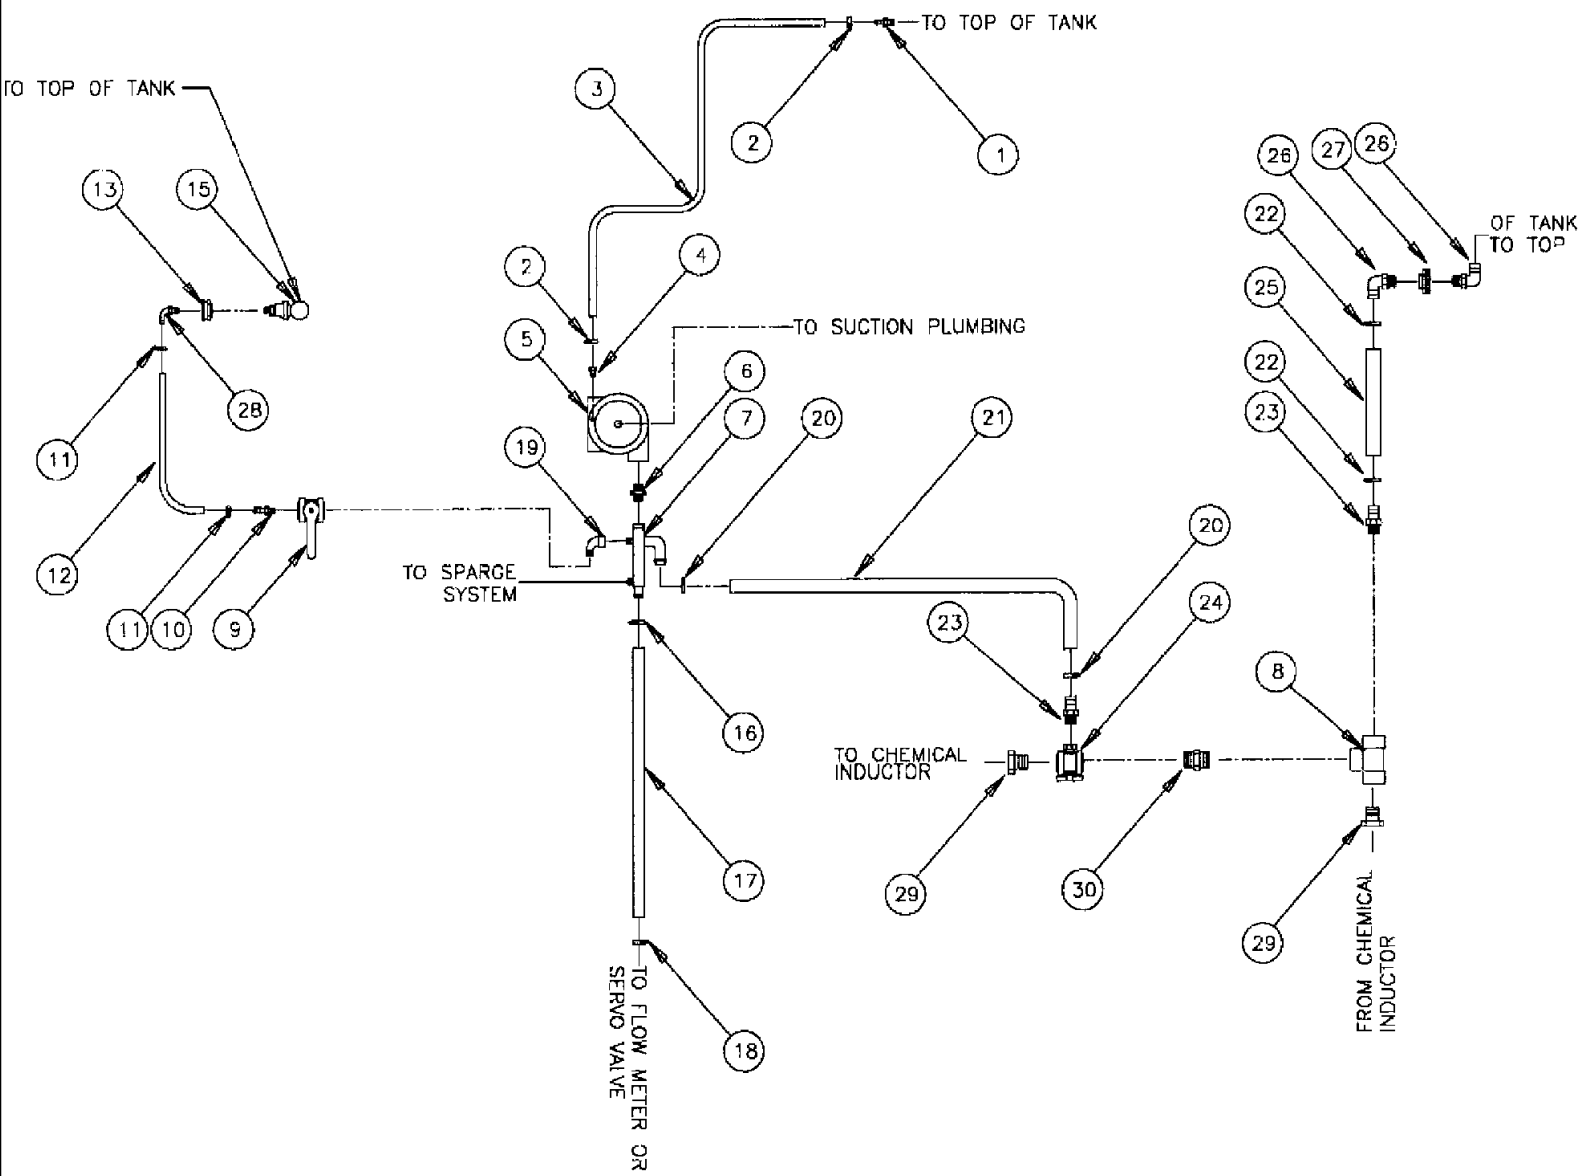 TO TOP OF TANK
TO TOP OF TANK
3
2
1
26
27
26
13
15
22
OF TANK
TO TOP
2
4
25
5
TO SUCTION PLUMBING
6
22
28
7
20
21
23
11
19
20
12
TO SPARGE
SYSTEM
24
11
10
9
23
8
16
TO CHEMICAL
INDUCTOR
17
29
30
29
FROM CHEMICAL
INDUCTOR
18
TO FLOW METER OR
SERVO VALVE